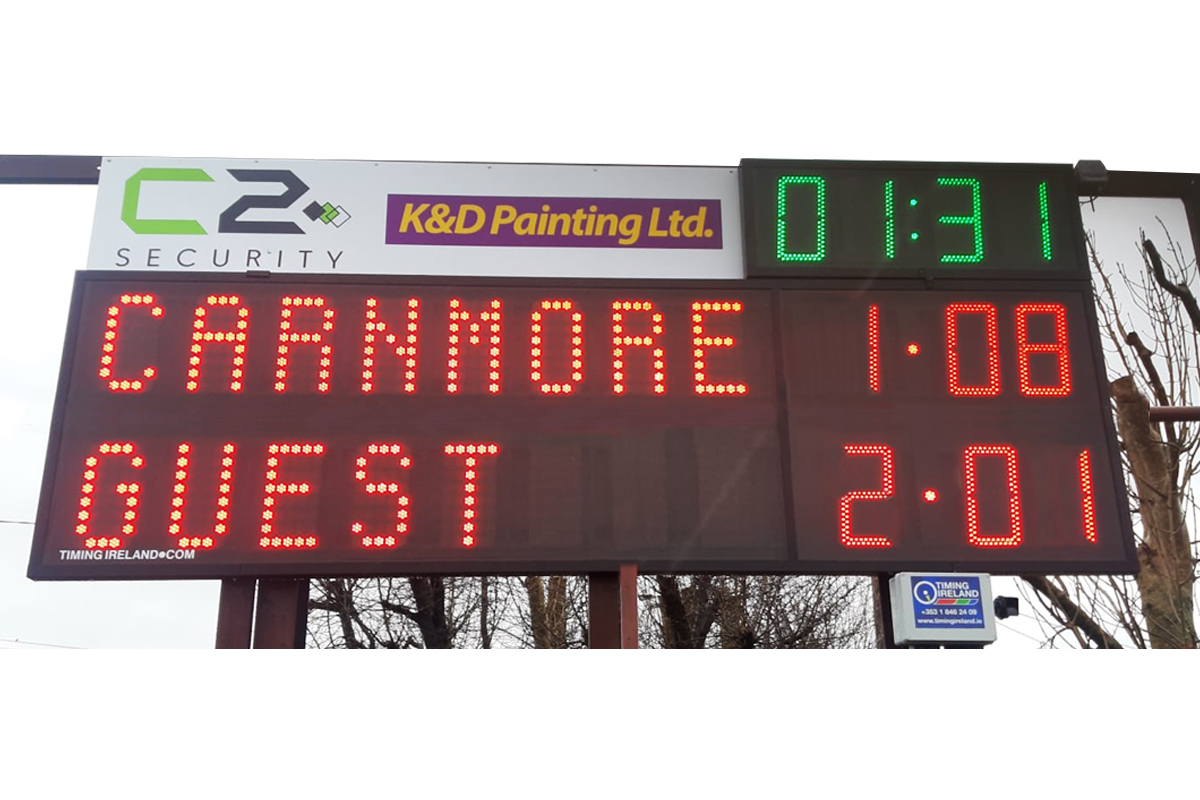 C2
SECURITY
K&D Painting Ltd.
01:31
CARNMORE 1·08
GUEST 2·01
TIMING IRELAND●COM
TIMING
IRELAND
+353 1 846 24 09
www.timingireland.ie